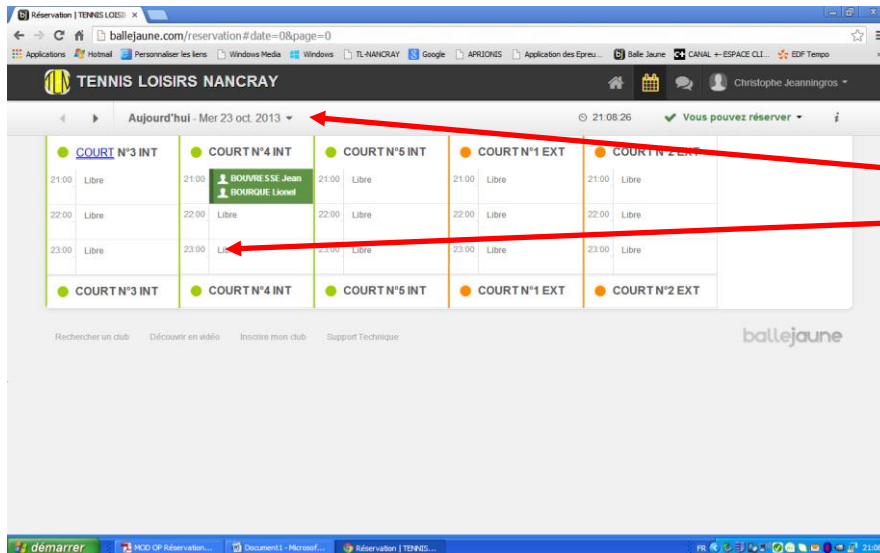 Réservation | TENNIS LOISI
ballejaune.com/reservation#date=0&page=0
Applications Hotmail Personnaliser les liens Windows Media Windows TL-NANCRAY Google APRIONIS Application des Epreu... Balle Jaune CANAL +- ESPACE CLI... EDF Tempo
TENNIS LOISIRS NANCRAY Christophe Jeanningros
Aujourd'hui - Mer 23 oct. 2013 21:08:26 Vous pouvez réserver i
COURT N°3 INT COURT N°4 INT COURT N°5 INT COURT N°1 EXT COURT N°2 EXT
21:00 Libre 21:00 BOUVRESSE Jean 21:00 Libre 21:00 Libre 21:00 Libre
BOURQUE Lionel
22:00 Libre 22:00 Libre 22:00 Libre 22:00 Libre 22:00 Libre
23:00 Libre 23:00 23:00 Libre 23:00 Libre 23:00 Libre
COURT N°3 INT COURT N°4 INT COURT N°5 INT COURT N°1 EXT COURT N°2 EXT
Rechercher un club Découvrir en vidéo Inscrire mon club Support Technique ballejaune
démarrer MOD OP Réservation... Document1 - Microsof... Réservation | TENNIS... FR 21:08